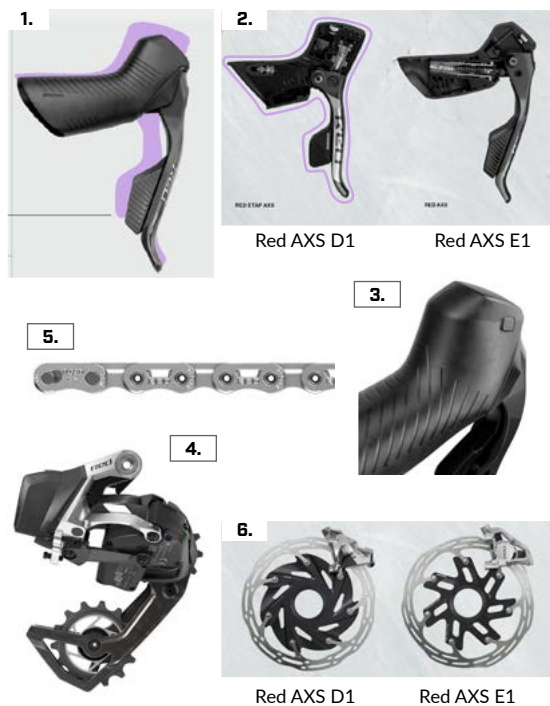 1.
2.
RED ETAP AXS
RED AXS
Red AXS D1
Red AXS E1
3.
5.
4.
RED
6.
Red AXS D1
Red AXS E1